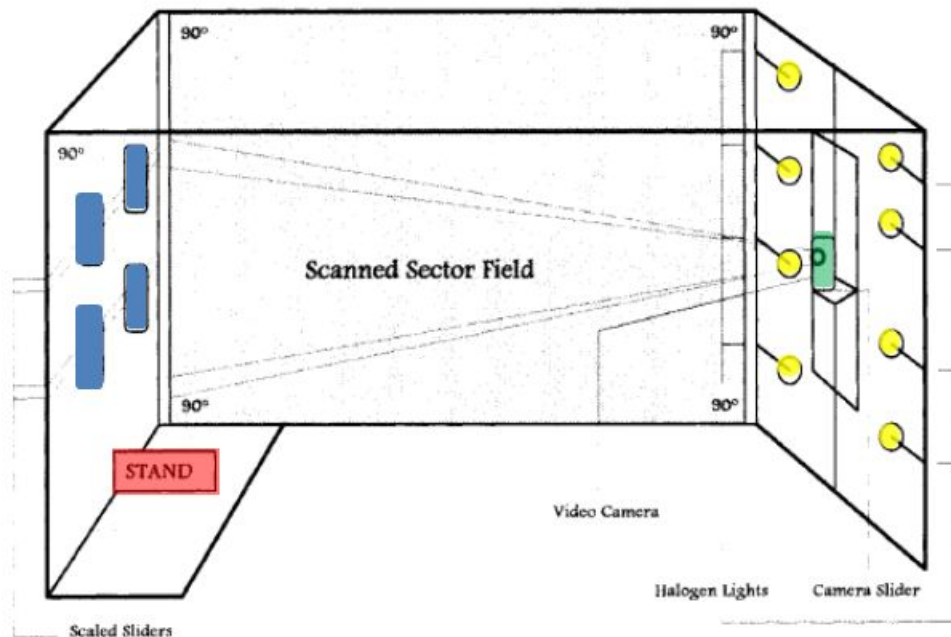 90°
90°
90°
Scanned Sector Field
90°
90°
STAND
Video Camera
Halogen Lights
Camera Slider
Scaled Sliders